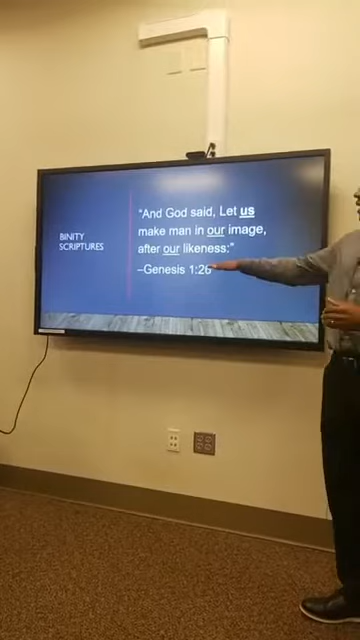 BINITY
SCRIPTURES
"And God said, Let us
make man in our image,
after our likeness:"
–Genesis 1:26